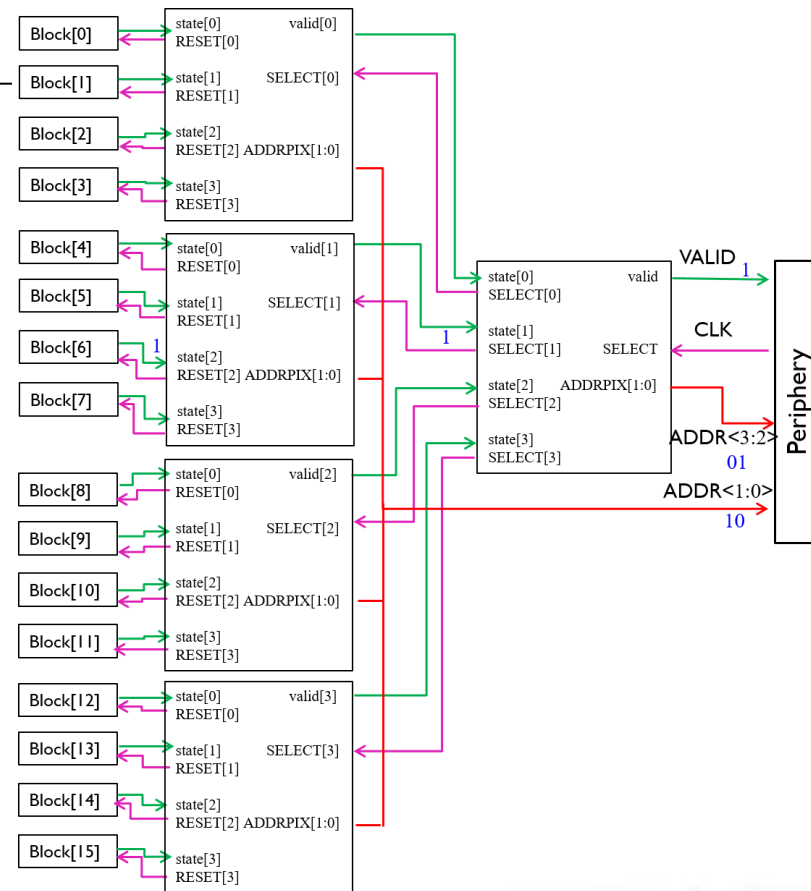 Block[0]
Block[1]
Block[2]
Block[3]
state[0] valid[0]
RESET[0]
state[1] SELECT[0]
RESET[1]
state[2]
RESET[2] ADDRPIX[1:0]
state[3]
RESET[3]
Block[4]
Block[5]
Block[6]
Block[7]
1
state[0] valid[1]
RESET[0]
state[1] SELECT[1]
RESET[1]
state[2]
RESET[2] ADDRPIX[1:0]
state[3]
RESET[3]
Block[8]
Block[9]
Block[10]
Block[11]
state[0] valid[2]
RESET[0]
state[1] SELECT[2]
RESET[1]
state[2]
RESET[2] ADDRPIX[1:0]
state[3]
RESET[3]
Block[12]
Block[13]
Block[14]
Block[15]
state[0] valid[3]
RESET[0]
state[1] SELECT[3]
RESET[1]
state[2]
RESET[2] ADDRPIX[1:0]
state[3]
RESET[3]
1
state[0] valid
SELECT[0]
state[1]
SELECT[1] SELECT
state[2] ADDRPIX[1:0]
SELECT[2]
state[3]
SELECT[3]
VALID
1
CLK
ADDR<3:2>
01
ADDR<1:0>
10
Periphery